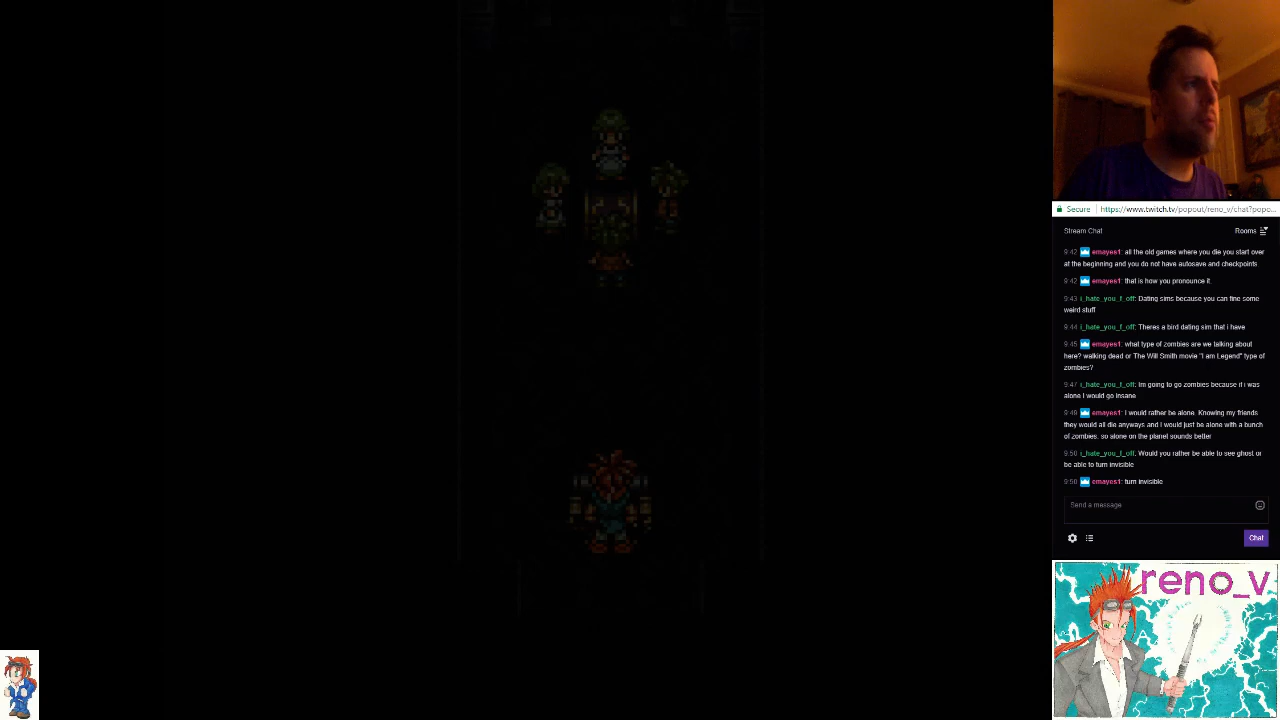 Secure https://www.twitch.tv/popout/reno_v/chat?popo...
Stream Chat Rooms
9:42 emayes1: all the old games where you die you start over
at the beginning and you do not have autosave and checkpoints
9:42 emayes1: that is how you pronounce it
9:43 i_hate_you_f_off: Dating sims because you can fine some
weird stuff
9:44 i_hate_you_f_off: Theres a bird dating sim that i have
9:45 emayes1: what type of zombies are we talking about
here? walking dead or The Will Smith movie "I am Legend" type of
zombies?
9:47 i_hate_you_f_off: Im going to go zombies because if i was
alone I would go insane
9:49 emayes1: I would rather be alone. Knowing my friends
they would all die anyways and I would just be alone with a bunch
of zombies. so alone on the planet sounds better
9:50 i_hate_you_f_off: Would you rather be able to see ghost or
be able to turn invisible
9:50 emayes1: turn invisible
Send a message
Chat
reno_v